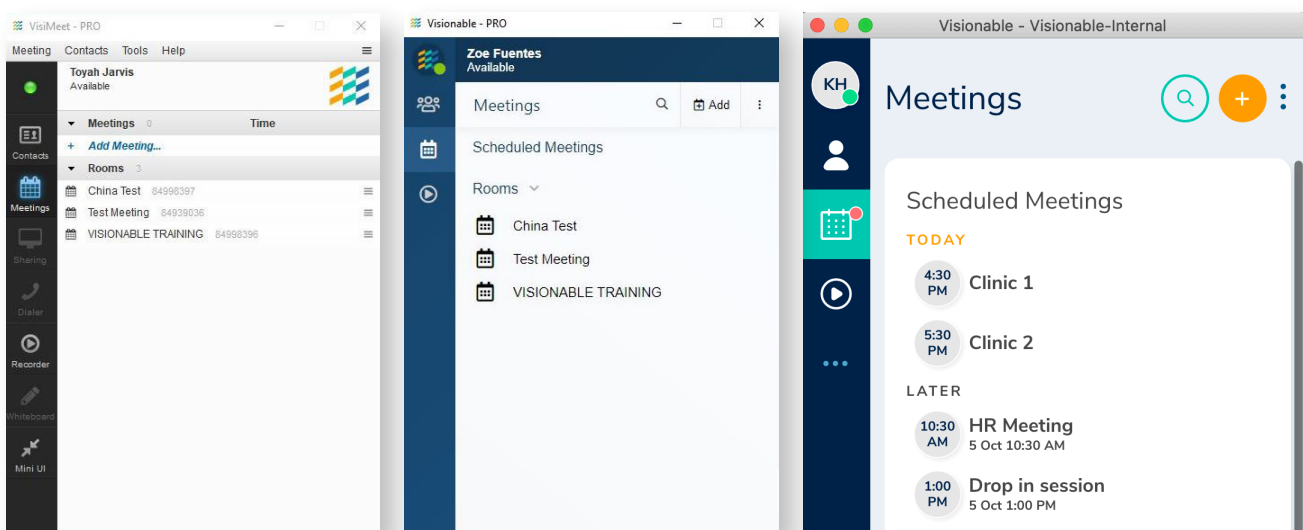 VisiMeet - PRO
Meeting Contacts Tools Help
Toyah Jarvis
Available
Contacts
Meetings
Sharing
Dialer
Recorder
Whiteboard
Mini UI
Meetings 0 Time
+ Add Meeting...
Rooms 3
China Test 84998397
Test Meeting 84939036
VISIONABLE TRAINING 84998396
Visionable - PRO
Zoe Fuentes
Available
Meetings
Add
Scheduled Meetings
Rooms
China Test
Test Meeting
VISIONABLE TRAINING
Visionable - Visionable-Internal
KH
Meetings
+
Scheduled Meetings
TODAY
4:30
PM
Clinic 1
5:30
PM
Clinic 2
LATER
10:30
AM
HR Meeting
5 Oct 10:30 AM
1:00
PM
Drop in session
5 Oct 1:00 PM